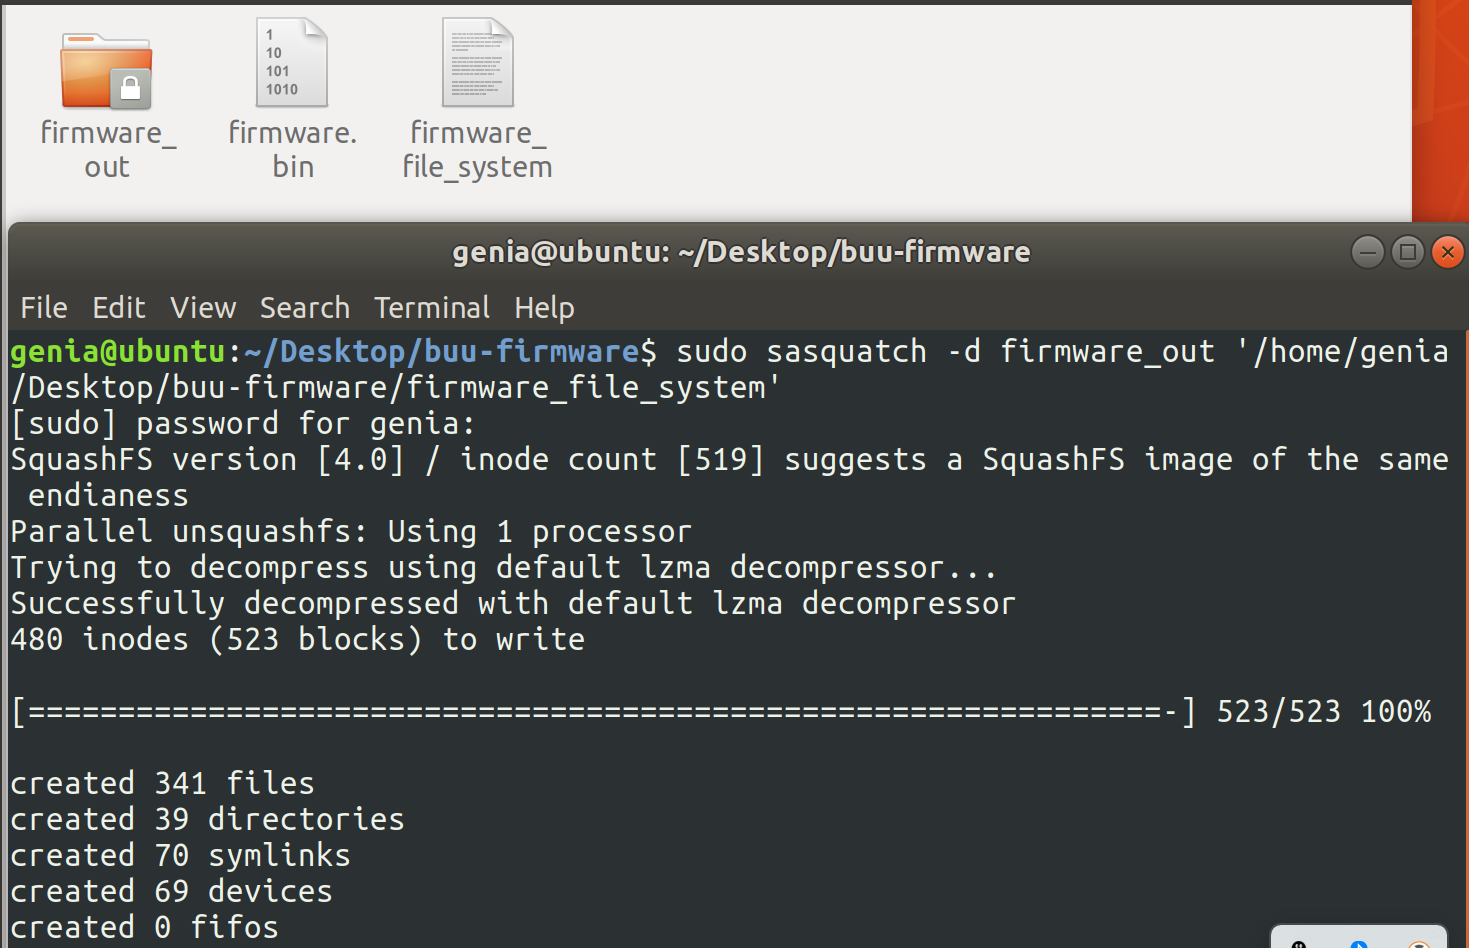 1
10
101
1010
firmware_
out
firmware.
bin
firmware_
file_system
genia@ubuntu: ~/Desktop/buu-firmware
File Edit View Search Terminal Help
genia@ubuntu:~/Desktop/buu-firmware$ sudo sasquatch -d firmware_out '/home/genia
/Desktop/buu-firmware/firmware_file_system'
[sudo] password for genia:
SquashFS version [4.0] / inode count [519] suggests a SquashFS image of the same
 endianess
Parallel unsquashfs: Using 1 processor
Trying to decompress using default lzma decompressor...
Successfully decompressed with default lzma decompressor
480 inodes (523 blocks) to write
[===============================================================-] 523/523 100%
created 341 files
created 39 directories
created 70 symlinks
created 69 devices
created 0 fifos